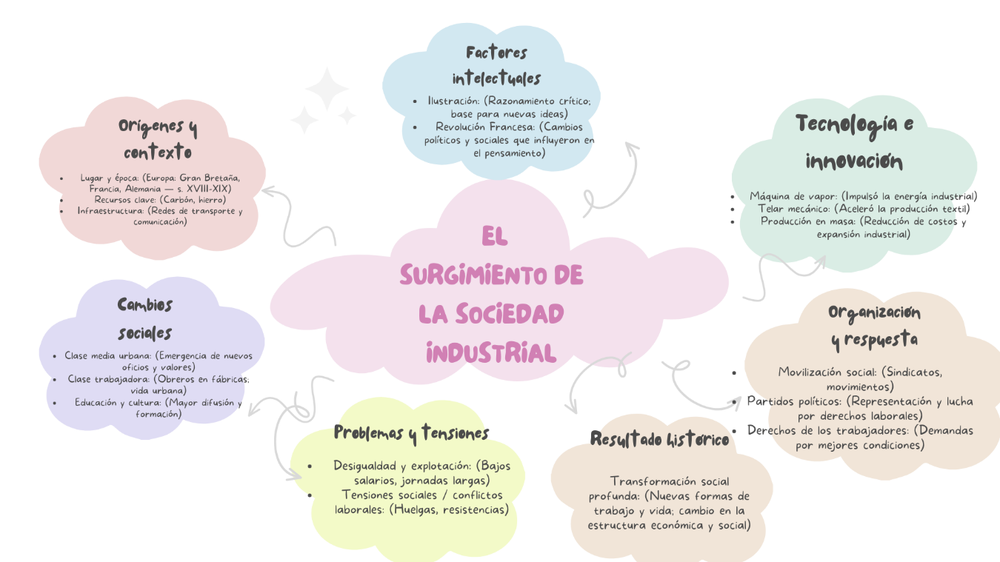 Factores
intelectuales
• Ilustración: (Razonamiento crítico;
base para nuevas ideas)
• Revolución Francesa: (Cambios
políticos y sociales que influyeron en
el pensamiento)
Orígenes y
contexto
• Lugar y época: (Europa: Gran Bretaña,
Francia, Alemania — s. XVIII-XIX)
• Recursos clave: (Carbón, hierro)
• Infraestructura: (Redes de transporte y
comunicación)
Tecnología e
innovación
• Máquina de vapor: (Impulsó la energía industrial)
• Telar mecánico: (Aceleró la producción textil)
• Producción en masa: (Reducción de costos y
expansión industrial)
EL
SURGIMIENTO DE
LA SOCIEDAD
INDUSTRIAL
Cambios
sociales
• Clase media urbana: (Emergencia de nuevos
oficios y valores)
• Clase trabajadora: (Obreros en fábricas;
vida urbana)
• Educación y cultura: (Mayor difusión y
formación)
Organización
y respuesta
• Movilización social: (Sindicatos,
movimientos)
• Partidos políticos: (Representación y lucha
por derechos laborales)
• Derechos de los trabajadores: (Demandas
por mejores condiciones)
Problemas y tensiones
• Desigualdad y explotación: (Bajos
salarios, jornadas largas)
• Tensiones sociales / conflictos
laborales: (Huelgas, resistencias)
Resultado histórico
Transformación social
profunda: (Nuevas formas de
trabajo y vida; cambio en la
estructura económica y social)